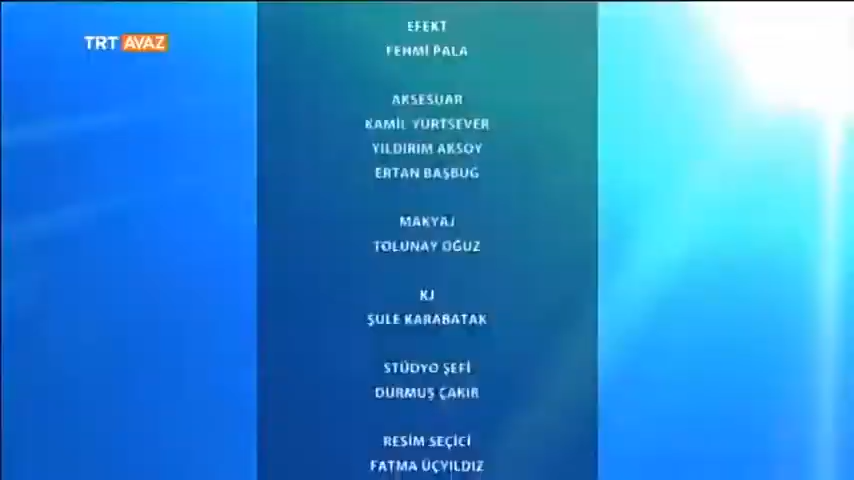 TRT AVAZ
EFEKT
FEHMİ PALA
AKSESUAR
KAMİL YURTSEVER
YILDIRIM AKSOY
ERTAN BAŞBUĞ
MAKYAJ
TOLUNAY OĞUZ
KJ
ŞULE KARABATAK
STÜDYO ŞEFİ
DURMUŞ ÇAKIR
RESİM SEÇİCİ
FATMA ÜÇYILDIZ